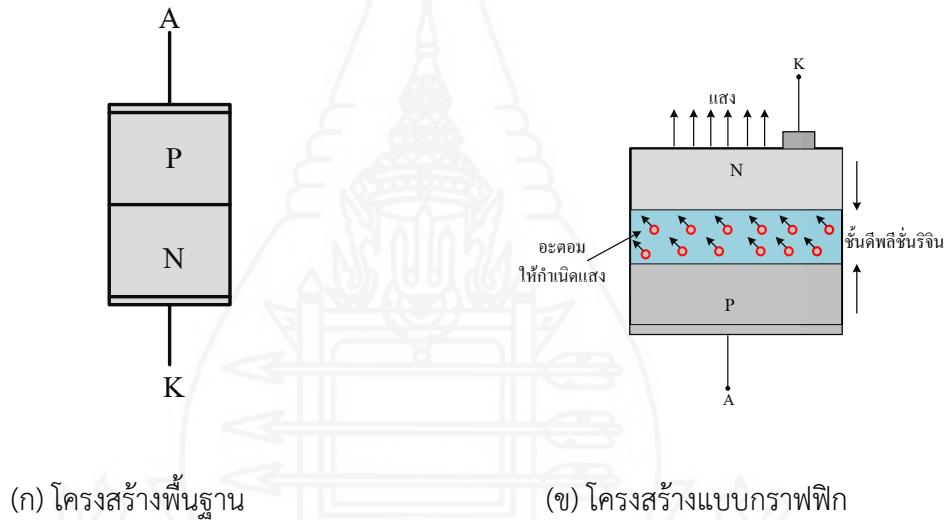 A
P
N
K
(ก) โครงสร้างพื้นฐาน
K
แสง
N
อะตอม
ให้กำเนิดแสง
ชั้นดีพลีชั่นริจิน
P
A
(ข) โครงสร้างแบบกราฟฟิก